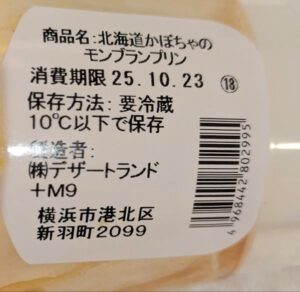 商品名:北海道かぼちゃの
モンブランプリン
消費期限 25.10.23 ⑱
保存方法:要冷蔵
10℃以下で保存
製造者:
㈱デザートランド
+M9
横浜市港北区
新羽町2099
4968442802995